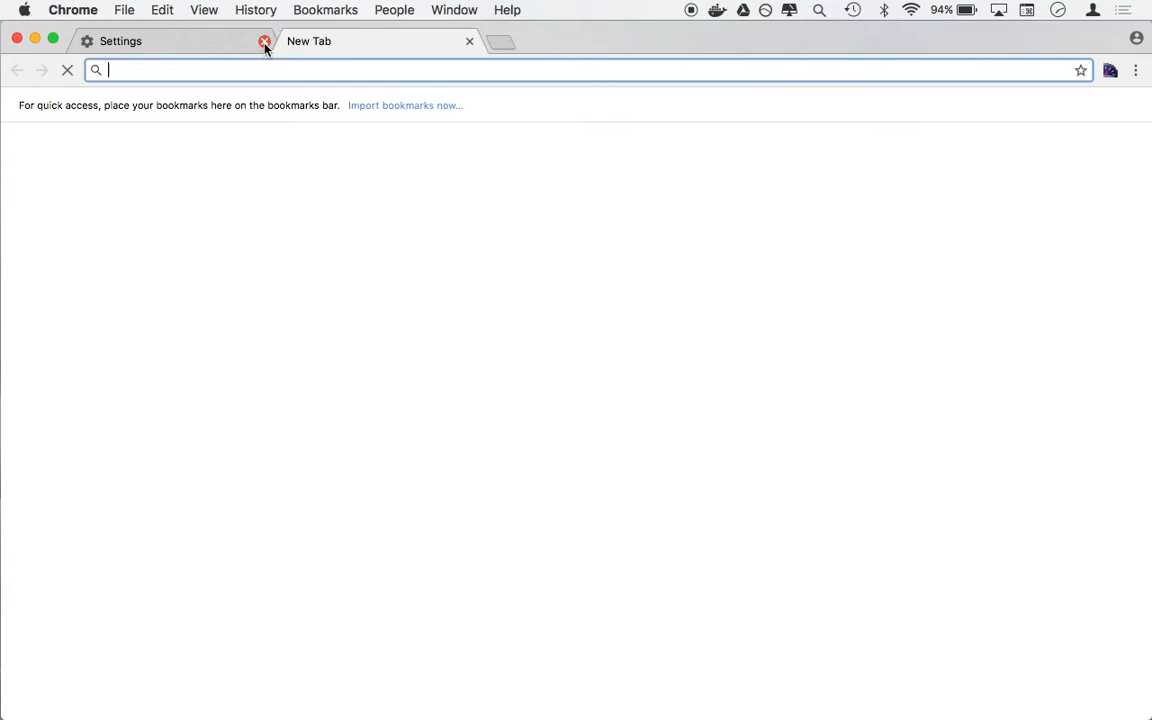 Chrome File Edit View History Bookmarks People Window Help 94%
Settings New Tab
For quick access, place your bookmarks here on the bookmarks bar. Import bookmarks now...